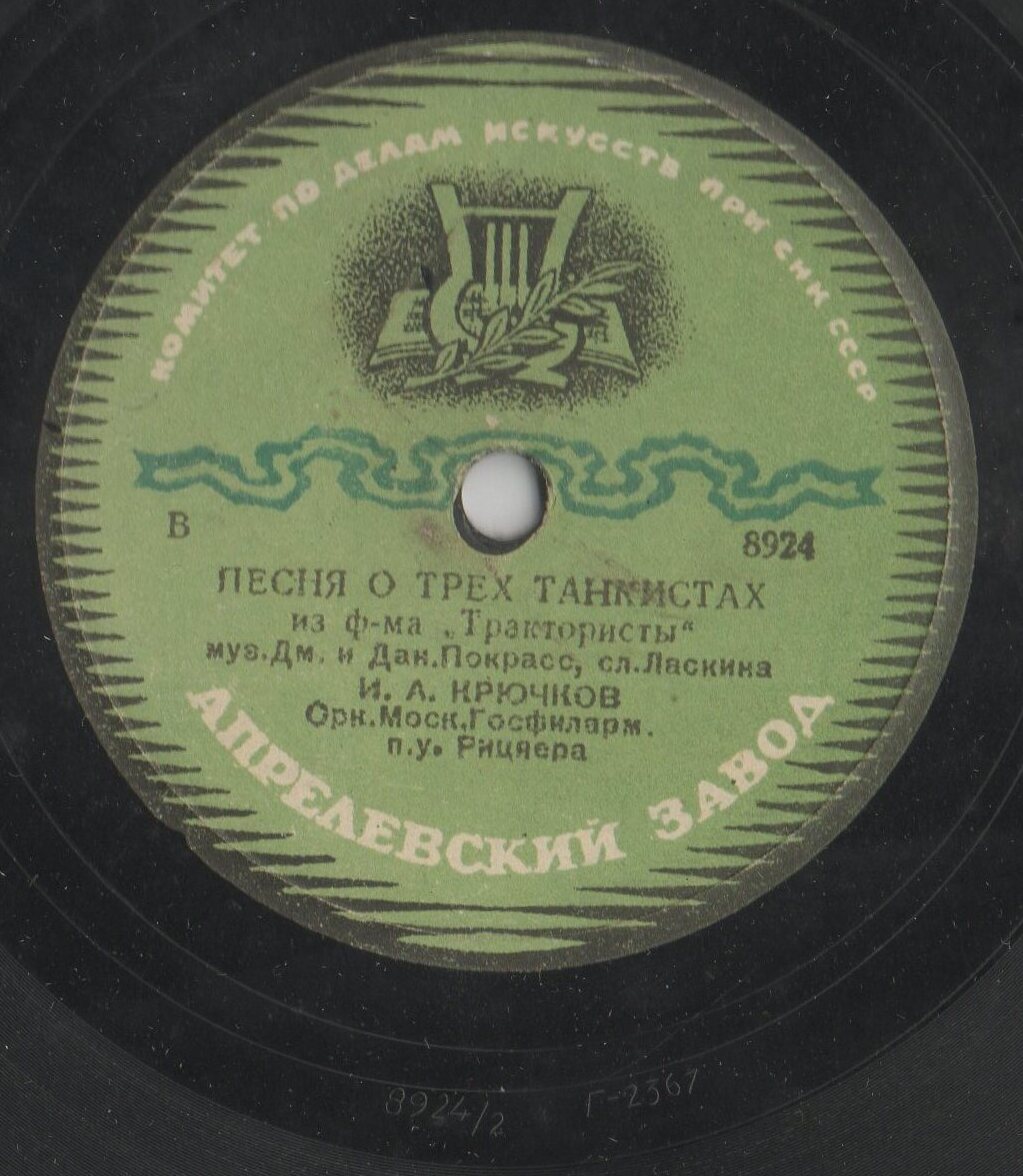 КОМИТЕТ ПО ДЕЛАМ ИСКУССТВ ПРИ СНК СССР
В 8924
ПЕСНЯ О ТРЕХ ТАНКИСТАХ
из ф-ма „Трактористы“
муз.Дм. и Дан.Покрасс, сл.Ласкина
И. А. КРЮЧКОВ
Орк.Моск.Госфиларм.
п.у. Рицнера
АПРЕЛЕВСКИЙ ЗАВОД
8924/2 Г-2367